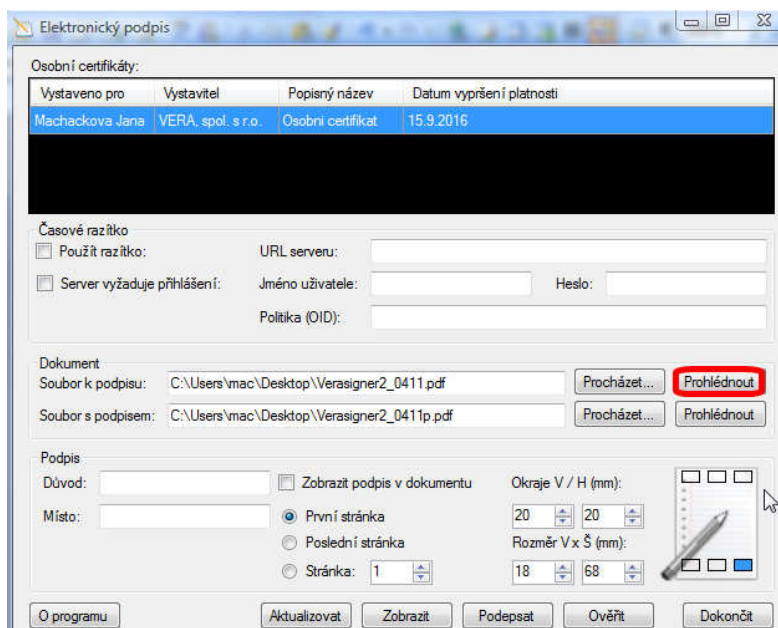 Elektronický podpis
Osobní certifikáty:
Vystaveno pro Vystavitel Popisný název Datum vypršení platnosti
Machackova Jana VERA, spol. s r.o. Osobni certifikat 15.9.2016
Časové razítko
Použít razítko: URL serveru:
Server vyžaduje přihlášení: Jméno uživatele: Heslo:
Politika (OID):
Dokument
Soubor k podpisu: C:\Users\mac\Desktop\Verasigner2_0411.pdf Procházet... Prohlédnout
Soubor s podpisem: C:\Users\mac\Desktop\Verasigner2_0411p.pdf Procházet... Prohlédnout
Podpis
Důvod: Zobrazit podpis v dokumentu Okraje V / H (mm):
Místo: První stránka 20 20
Poslední stránka Rozměr V x Š (mm):
Stránka: 1 18 68
O programu Aktualizovat Zobrazit Podepsat Ověřit Dokončit